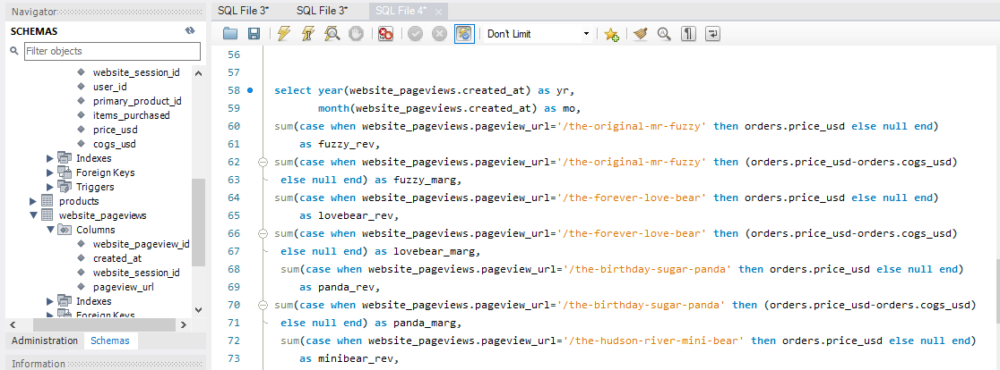 Navigator
SCHEMAS
Filter objects
website_session_id
user_id
primary_product_id
items_purchased
price_usd
cogs_usd
Indexes
Foreign Keys
Triggers
products
website_pageviews
Columns
website_pageview_id
created_at
website_session_id
pageview_url
Indexes
Foreign Keys
Administration Schemas
Information
SQL File 3* SQL File 3* SQL File 4*
Don't Limit
56
57
58 select year(website_pageviews.created_at) as yr,
59 month(website_pageviews.created_at) as mo,
60 sum(case when website_pageviews.pageview_url='/the-original-mr-fuzzy' then orders.price_usd else null end)
61 as fuzzy_rev,
62 sum(case when website_pageviews.pageview_url='/the-original-mr-fuzzy' then (orders.price_usd-orders.cogs_usd)
63 else null end) as fuzzy_marg,
64 sum(case when website_pageviews.pageview_url='/the-forever-love-bear' then orders.price_usd else null end)
65 as lovebear_rev,
66 sum(case when website_pageviews.pageview_url='/the-forever-love-bear' then (orders.price_usd-orders.cogs_usd)
67 else null end) as lovebear_marg,
68 sum(case when website_pageviews.pageview_url='/the-birthday-sugar-panda' then orders.price_usd else null end)
69 as panda_rev,
70 sum(case when website_pageviews.pageview_url='/the-birthday-sugar-panda' then (orders.price_usd-orders.cogs_usd)
71 else null end) as panda_marg,
72 sum(case when website_pageviews.pageview_url='/the-hudson-river-mini-bear' then orders.price_usd else null end)
73 as minibear_rev,